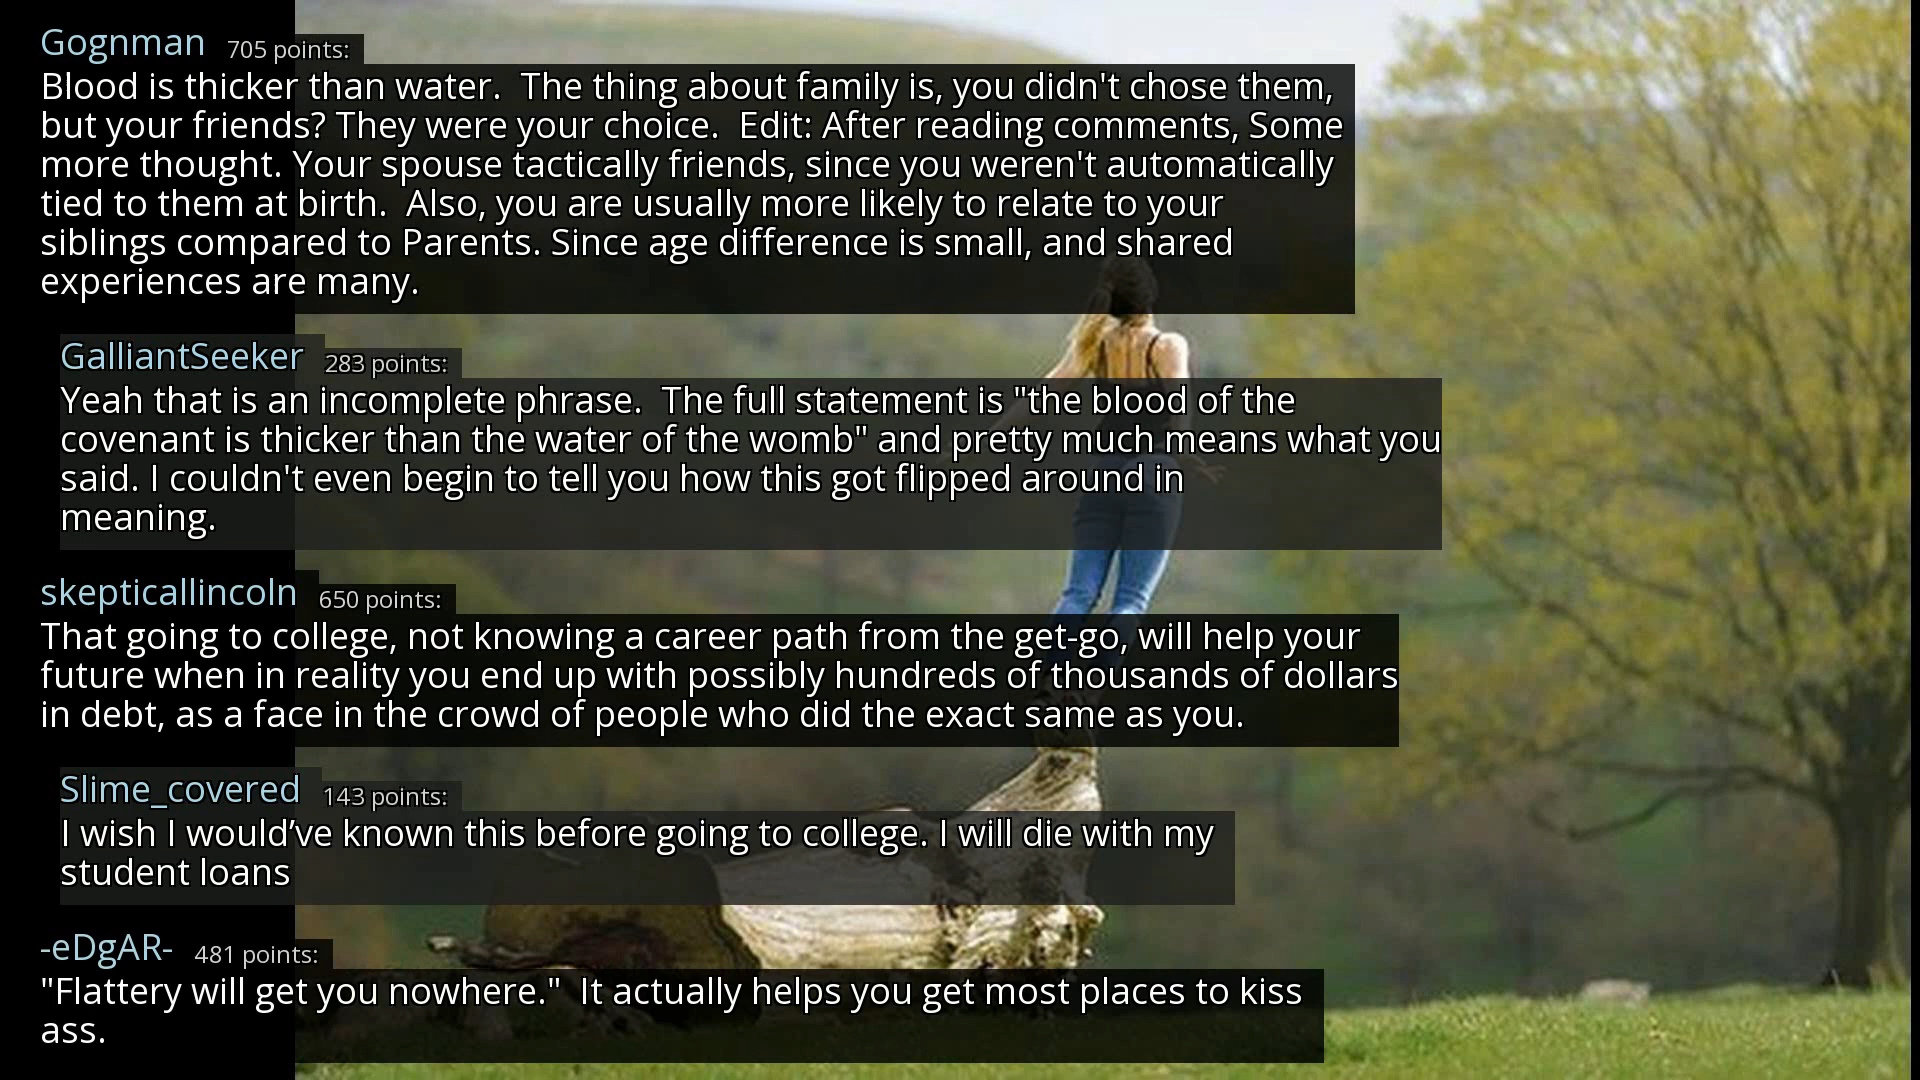 Gognman 705 points:
Blood is thicker than water.  The thing about family is, you didn't chose them,
but your friends? They were your choice.  Edit: After reading comments, Some
more thought. Your spouse tactically friends, since you weren't automatically
tied to them at birth.  Also, you are usually more likely to relate to your
siblings compared to Parents. Since age difference is small, and shared
experiences are many.
GalliantSeeker 283 points:
Yeah that is an incomplete phrase.  The full statement is "the blood of the
covenant is thicker than the water of the womb" and pretty much means what you
said. I couldn't even begin to tell you how this got flipped around in
meaning.
skepticallincoln 650 points:
That going to college, not knowing a career path from the get-go, will help your
future when in reality you end up with possibly hundreds of thousands of dollars
in debt, as a face in the crowd of people who did the exact same as you.
Slime_covered 143 points:
I wish I would’ve known this before going to college. I will die with my
student loans
-eDgAR- 481 points:
"Flattery will get you nowhere."  It actually helps you get most places to kiss
ass.